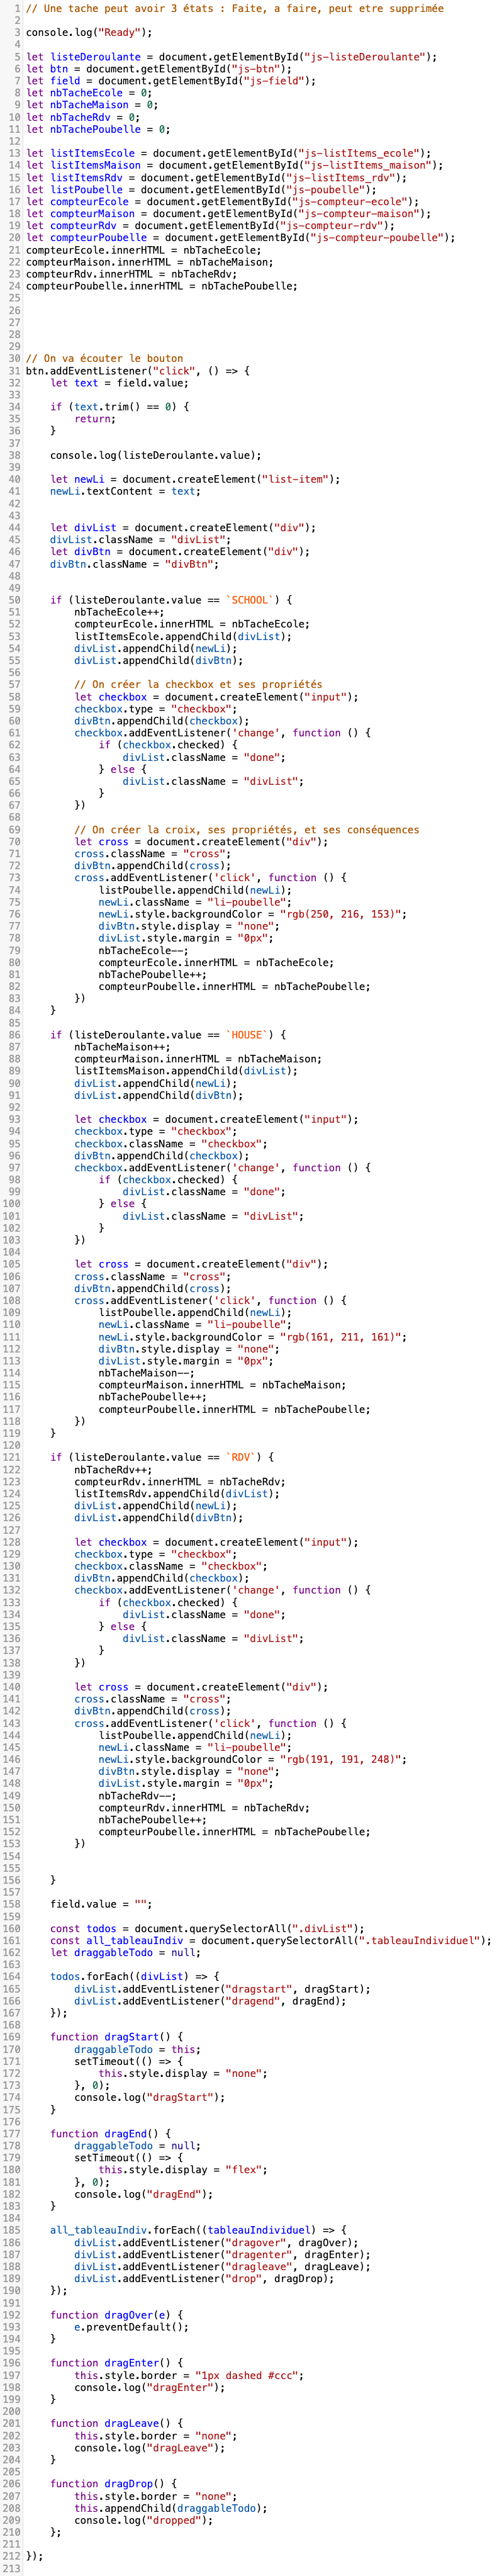 1 // Une tache peut avoir 3 états : Faite, a faire, peut etre supprimée
2
3 console.log("Ready");
4
5 let listeDeroulante = document.getElementById("js-listeDeroulante");
6 let btn = document.getElementById("js-btn");
7 let field = document.getElementById("js-field");
8 let nbTacheEcole = 0;
9 let nbTacheMaison = 0;
10 let nbTacheRdv = 0;
11 let nbTachePoubelle = 0;
12
13 let listItemsEcole = document.getElementById("js-listItems_ecole");
14 let listItemsMaison = document.getElementById("js-listItems_maison");
15 let listItemsRdv = document.getElementById("js-listItems_rdv");
16 let listPoubelle = document.getElementById("js-poubelle");
17 let compteurEcole = document.getElementById("js-compteur-ecole");
18 let compteurMaison = document.getElementById("js-compteur-maison");
19 let compteurRdv = document.getElementById("js-compteur-rdv");
20 let compteurPoubelle = document.getElementById("js-compteur-poubelle");
21 compteurEcole.innerHTML = nbTacheEcole;
22 compteurMaison.innerHTML = nbTacheMaison;
23 compteurRdv.innerHTML = nbTacheRdv;
24 compteurPoubelle.innerHTML = nbTachePoubelle;
25
26
27
28
29
30 // On va écouter le bouton
31 btn.addEventListener("click", () => {
32     let text = field.value;
33
34     if (text.trim() == 0) {
35         return;
36     }
37
38     console.log(listeDeroulante.value);
39
40     let newLi = document.createElement("list-item");
41     newLi.textContent = text;
42
43
44     let divList = document.createElement("div");
45     divList.className = "divList";
46     let divBtn = document.createElement("div");
47     divBtn.className = "divBtn";
48
49
50     if (listeDeroulante.value == `SCHOOL`) {
51         nbTacheEcole++;
52         compteurEcole.innerHTML = nbTacheEcole;
53         listItemsEcole.appendChild(divList);
54         divList.appendChild(newLi);
55         divList.appendChild(divBtn);
56
57         // On créer la checkbox et ses propriétés
58         let checkbox = document.createElement("input");
59         checkbox.type = "checkbox";
60         divBtn.appendChild(checkbox);
61         checkbox.addEventListener('change', function () {
62             if (checkbox.checked) {
63                 divList.className = "done";
64             } else {
65                 divList.className = "divList";
66             }
67         })
68
69         // On créer la croix, ses propriétés, et ses conséquences
70         let cross = document.createElement("div");
71         cross.className = "cross";
72         divBtn.appendChild(cross);
73         cross.addEventListener('click', function () {
74             listPoubelle.appendChild(newLi);
75             newLi.className = "li-poubelle";
76             newLi.style.backgroundColor = "rgb(250, 216, 153)";
77             divBtn.style.display = "none";
78             divList.style.margin = "0px";
79             nbTacheEcole--;
80             compteurEcole.innerHTML = nbTacheEcole;
81             nbTachePoubelle++;
82             compteurPoubelle.innerHTML = nbTachePoubelle;
83         })
84     }
85
86     if (listeDeroulante.value == `HOUSE`) {
87         nbTacheMaison++;
88         compteurMaison.innerHTML = nbTacheMaison;
89         listItemsMaison.appendChild(divList);
90         divList.appendChild(newLi);
91         divList.appendChild(divBtn);
92
93         let checkbox = document.createElement("input");
94         checkbox.type = "checkbox";
95         checkbox.className = "checkbox";
96         divBtn.appendChild(checkbox);
97         checkbox.addEventListener('change', function () {
98             if (checkbox.checked) {
99                 divList.className = "done";
100             } else {
101                 divList.className = "divList";
102             }
103         })
104
105         let cross = document.createElement("div");
106         cross.className = "cross";
107         divBtn.appendChild(cross);
108         cross.addEventListener('click', function () {
109             listPoubelle.appendChild(newLi);
110             newLi.className = "li-poubelle";
111             newLi.style.backgroundColor = "rgb(161, 211, 161)";
112             divBtn.style.display = "none";
113             divList.style.margin = "0px";
114             nbTacheMaison--;
115             compteurMaison.innerHTML = nbTacheMaison;
116             nbTachePoubelle++;
117             compteurPoubelle.innerHTML = nbTachePoubelle;
118         })
119     }
120
121     if (listeDeroulante.value == `RDV`) {
122         nbTacheRdv++;
123         compteurRdv.innerHTML = nbTacheRdv;
124         listItemsRdv.appendChild(divList);
125         divList.appendChild(newLi);
126         divList.appendChild(divBtn);
127
128         let checkbox = document.createElement("input");
129         checkbox.type = "checkbox";
130         checkbox.className = "checkbox";
131         divBtn.appendChild(checkbox);
132         checkbox.addEventListener('change', function () {
133             if (checkbox.checked) {
134                 divList.className = "done";
135             } else {
136                 divList.className = "divList";
137             }
138         })
139
140         let cross = document.createElement("div");
141         cross.className = "cross";
142         divBtn.appendChild(cross);
143         cross.addEventListener('click', function () {
144             listPoubelle.appendChild(newLi);
145             newLi.className = "li-poubelle";
146             newLi.style.backgroundColor = "rgb(191, 191, 248)";
147             divBtn.style.display = "none";
148             divList.style.margin = "0px";
149             nbTacheRdv--;
150             compteurRdv.innerHTML = nbTacheRdv;
151             nbTachePoubelle++;
152             compteurPoubelle.innerHTML = nbTachePoubelle;
153         })
154
155
156     }
157
158     field.value = "";
159
160     const todos = document.querySelectorAll(".divList");
161     const all_tableauIndiv = document.querySelectorAll(".tableauIndividuel");
162     let draggableTodo = null;
163
164     todos.forEach((divList) => {
165         divList.addEventListener("dragstart", dragStart);
166         divList.addEventListener("dragend", dragEnd);
167     });
168
169     function dragStart() {
170         draggableTodo = this;
171         setTimeout(() => {
172             this.style.display = "none";
173         }, 0);
174         console.log("dragStart");
175     }
176
177     function dragEnd() {
178         draggableTodo = null;
179         setTimeout(() => {
180             this.style.display = "flex";
181         }, 0);
182         console.log("dragEnd");
183     }
184
185     all_tableauIndiv.forEach((tableauIndividuel) => {
186         divList.addEventListener("dragover", dragOver);
187         divList.addEventListener("dragenter", dragEnter);
188         divList.addEventListener("dragleave", dragLeave);
189         divList.addEventListener("drop", dragDrop);
190     });
191
192     function dragOver(e) {
193         e.preventDefault();
194     }
195
196     function dragEnter() {
197         this.style.border = "1px dashed #ccc";
198         console.log("dragEnter");
199     }
200
201     function dragLeave() {
202         this.style.border = "none";
203         console.log("dragLeave");
204     }
205
206     function dragDrop() {
207         this.style.border = "none";
208         this.appendChild(draggableTodo);
209         console.log("dropped");
210     };
211
212 });
213